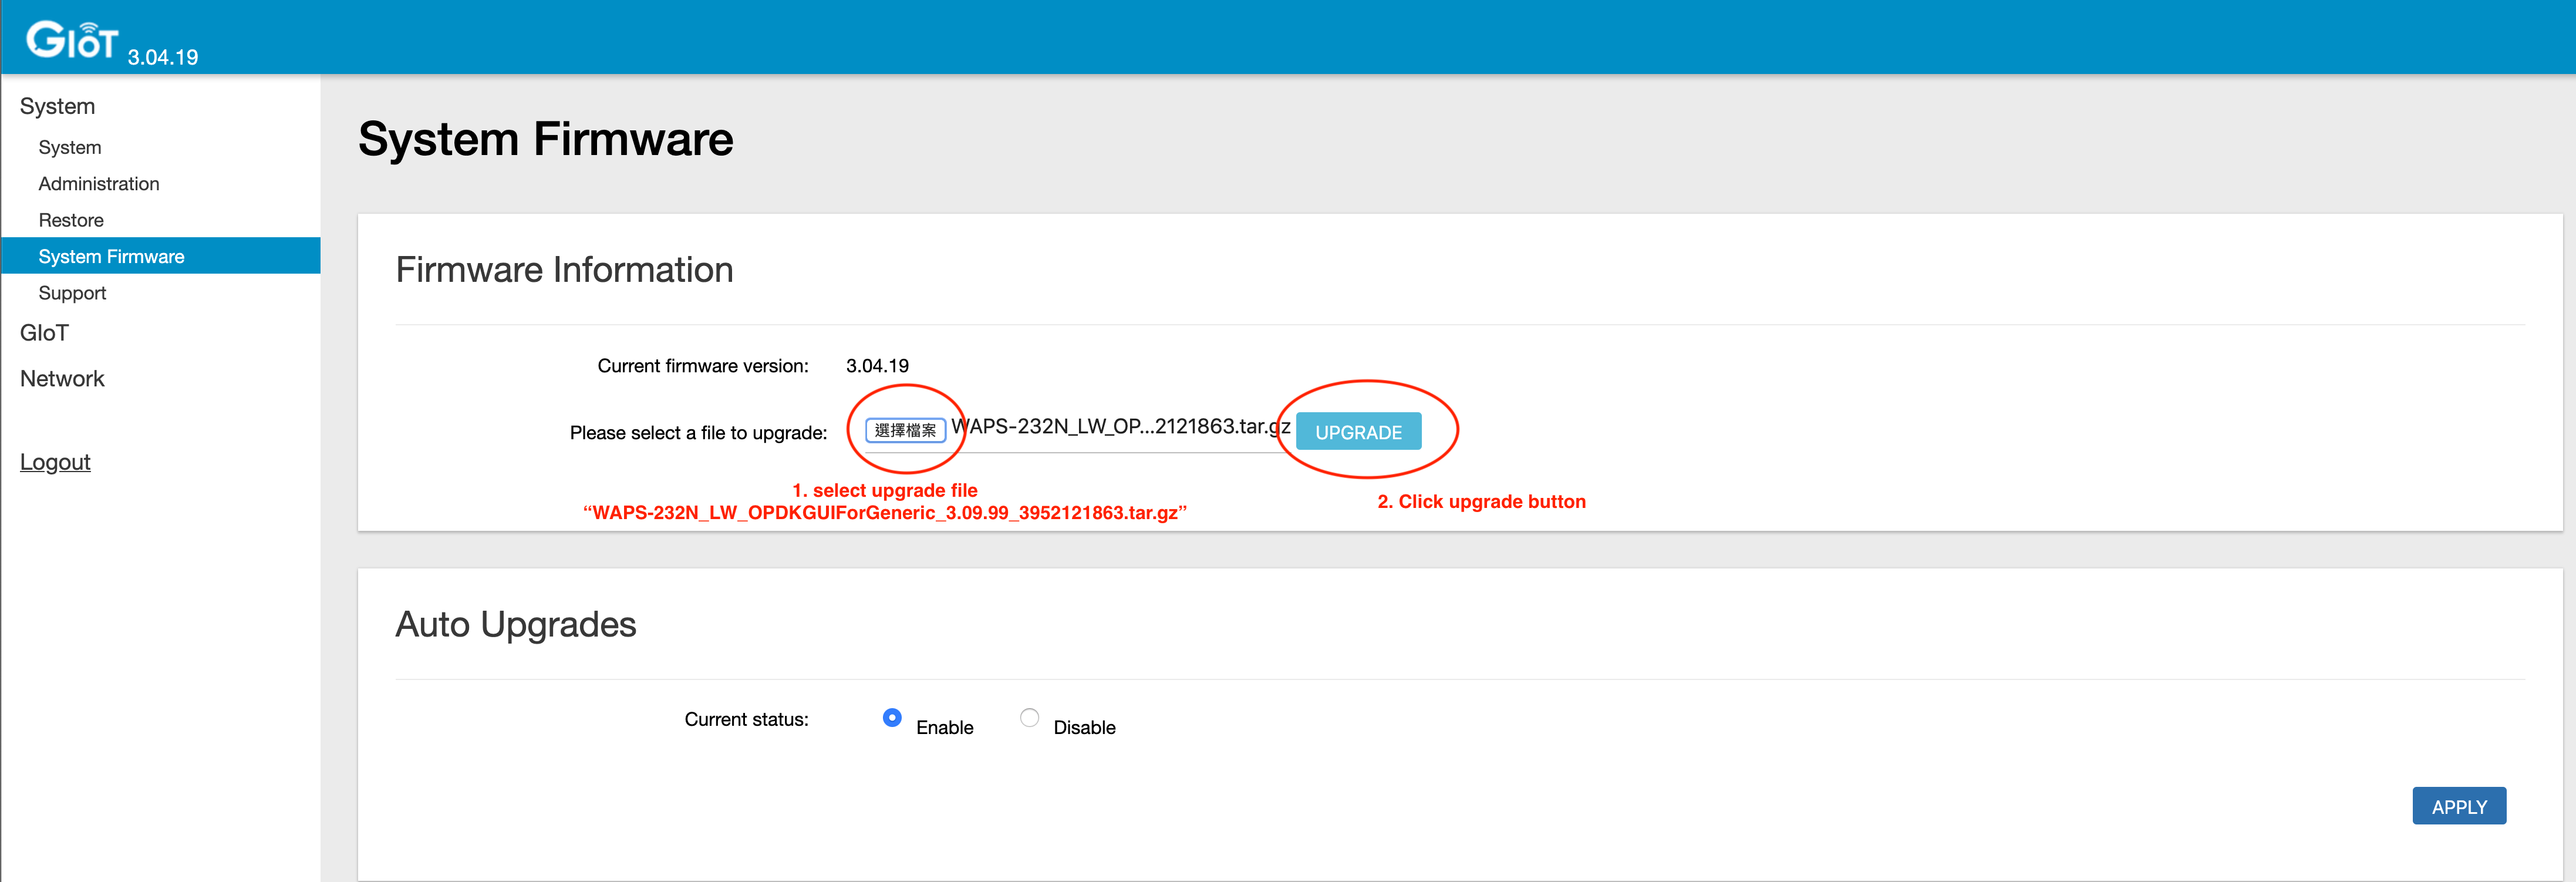 GIoT 3.04.19
System
System
Administration
Restore
System Firmware
Support
GIoT
Network
Logout
System Firmware
Firmware Information
Current firmware version: 3.04.19
Please select a file to upgrade: 選擇檔案 WAPS-232N_LW_OP...2121863.tar.gz UPGRADE
1. select upgrade file
“WAPS-232N_LW_OPDKGUIForGeneric_3.09.99_3952121863.tar.gz”
2. Click upgrade button
Auto Upgrades
Current status: Enable Disable
APPLY